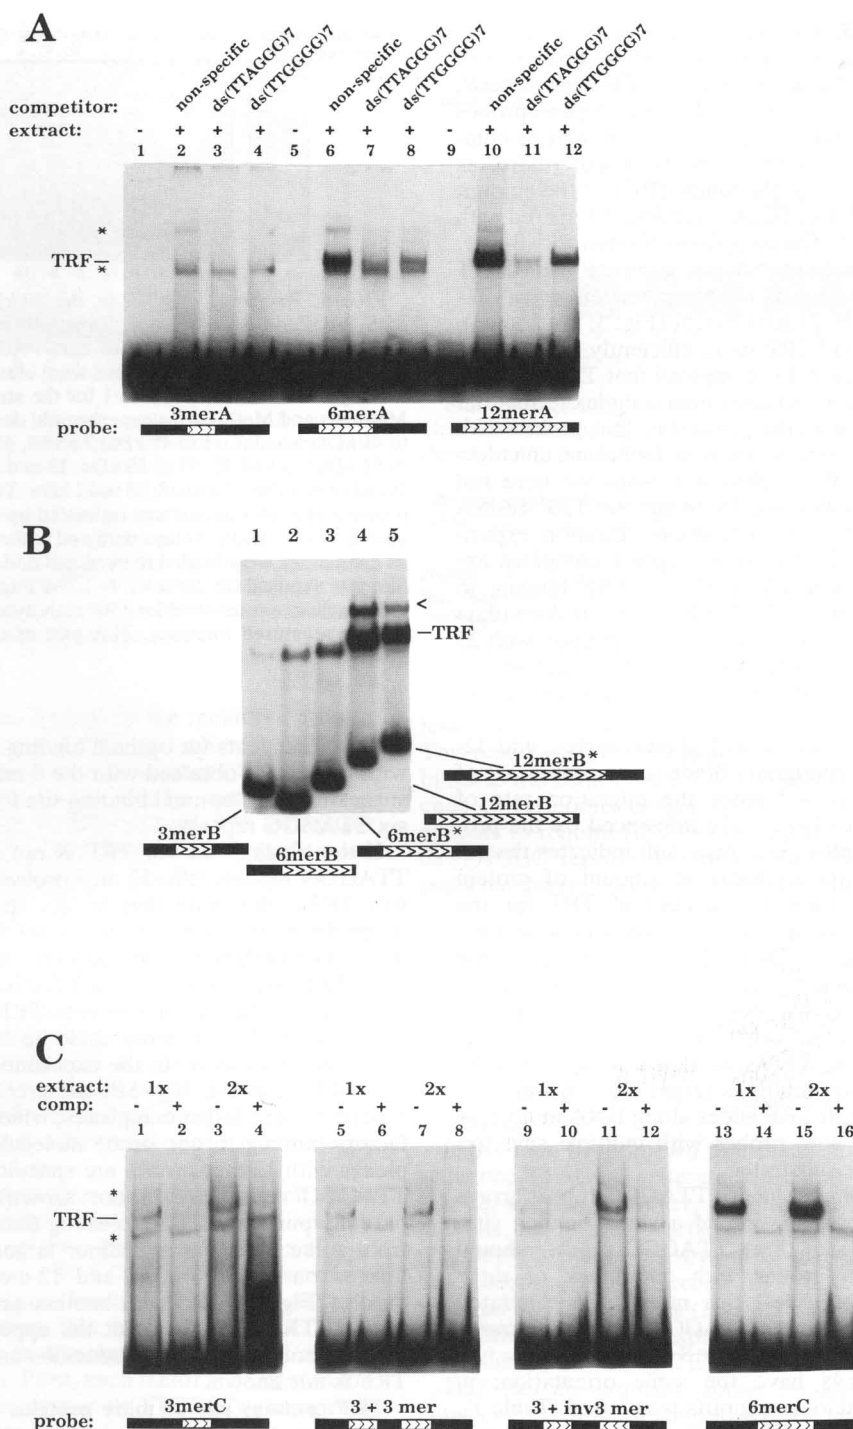 A
non-specific ds(TTAGGG)7 ds(TTGGGG)7 non-specific ds(TTAGGG)7 ds(TTGGGG)7 non-specific ds(TTAGGG)7 ds(TTGGGG)7
competitor:
extract: - + + + - + + + - + + +
1 2 3 4 5 6 7 8 9 10 11 12
*
TRF
*
3merA 6merA 12merA
probe:
B
1 2 3 4 5
<
TRF
12merB*
12merB
3merB 6merB*
6merB
C
extract: 1x 2x 1x 2x 1x 2x 1x 2x
comp: - + - + - + - + - + - + - + - +
1 2 3 4 5 6 7 8 9 10 11 12 13 14 15 16
*
TRF
*
3merC 3 + 3 mer 3 + inv3 mer 6merC
probe: